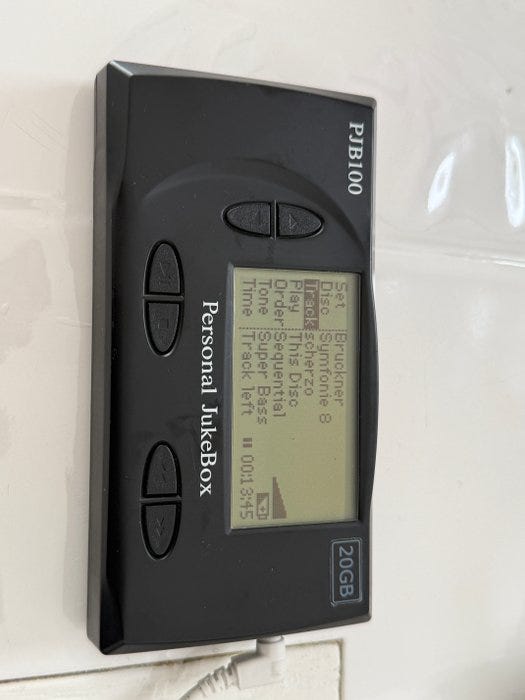 PJB100
20GB
Set Bruckner
Disc Symfonie 8
Track scherzo
Play This Disc
Order Sequential
Tone Super Bass
Time Track left 00:13:45
Personal JukeBox